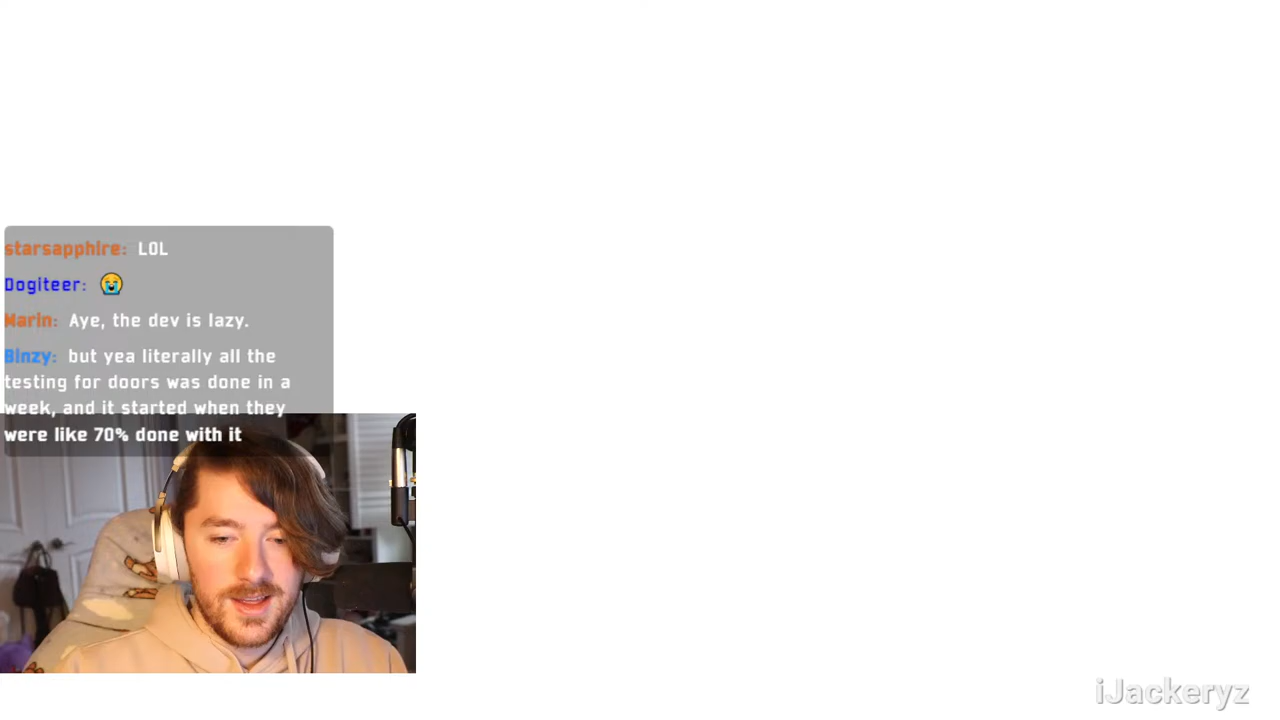 starsapphire: LOL
Dogiteer: 😭
Marin: Aye, the dev is lazy.
Binzy: but yea literally all the
testing for doors was done in a
week, and it started when they
were like 70% done with it
iJackeryz